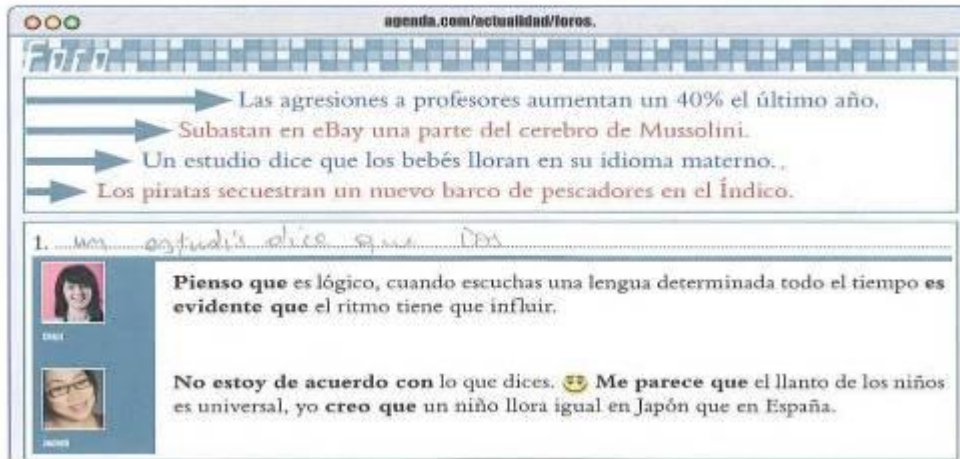 agenda.com/actualidad/foros.
Foro
Las agresiones a profesores aumentan un 40% el último año.
Subastan en eBay una parte del cerebro de Mussolini.
Un estudio dice que los bebés lloran en su idioma materno.
Los piratas secuestran un nuevo barco de pescadores en el Índico.
1. un estudio dice que los
Pienso que es lógico, cuando escuchas una lengua determinada todo el tiempo es
evidente que el ritmo tiene que influir.
No estoy de acuerdo con lo que dices. Me parece que el llanto de los niños
es universal, yo creo que un niño llora igual en Japón que en España.